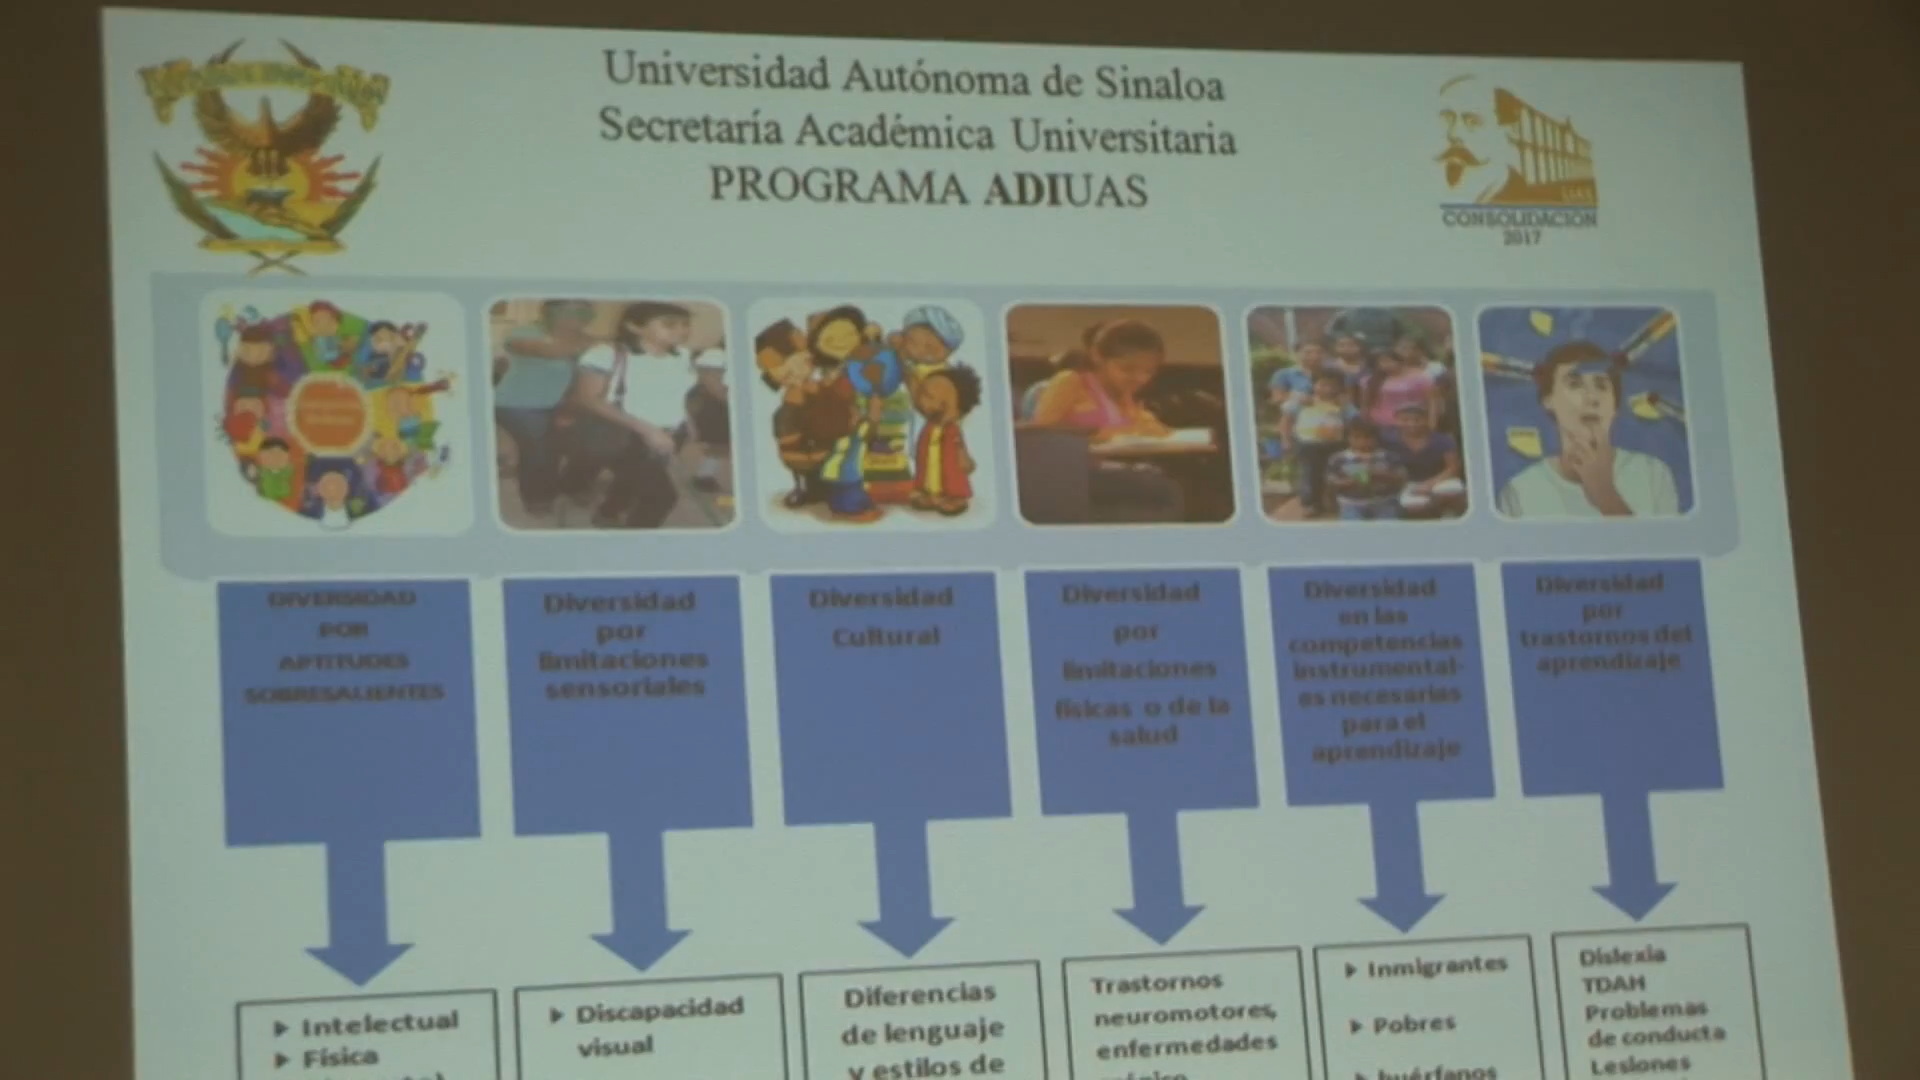 Universidad Autónoma de Sinaloa
Secretaría Académica Universitaria
PROGRAMA ADIUAS
CONSOLIDACIÓN
2017
DIVERSIDAD
POR
APTITUDES
SOBRESALIENTES
Diversidad
por
limitaciones
sensoriales
Diversidad
Cultural
Diversidad
por
limitaciones
físicas o de la
salud
Diversidad
en las
competencias
instrumental-
es necesarias
para el
aprendizaje
Diversidad
por
trastornos del
aprendizaje
Intelectual
Física
Discapacidad
visual
Diferencias
de lenguaje
y estilos de
Trastornos
neuromotores,
enfermedades
Inmigrantes
Pobres
huérfanos
Dislexia
TDAH
Problemas
de conducta
Lesiones